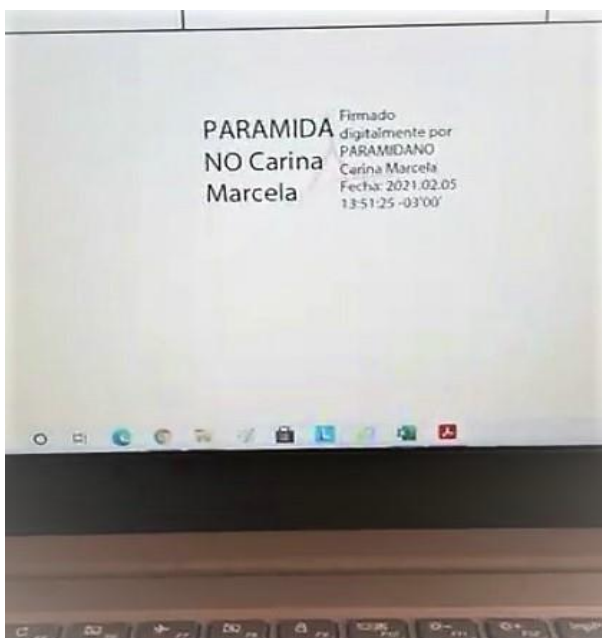 PARAMIDA
NO Carina
Marcela
Firmado
digitalmente por
PARAMIDANO
Carina Marcela
Fecha: 2021.02.05
13:51:25 -03'00'